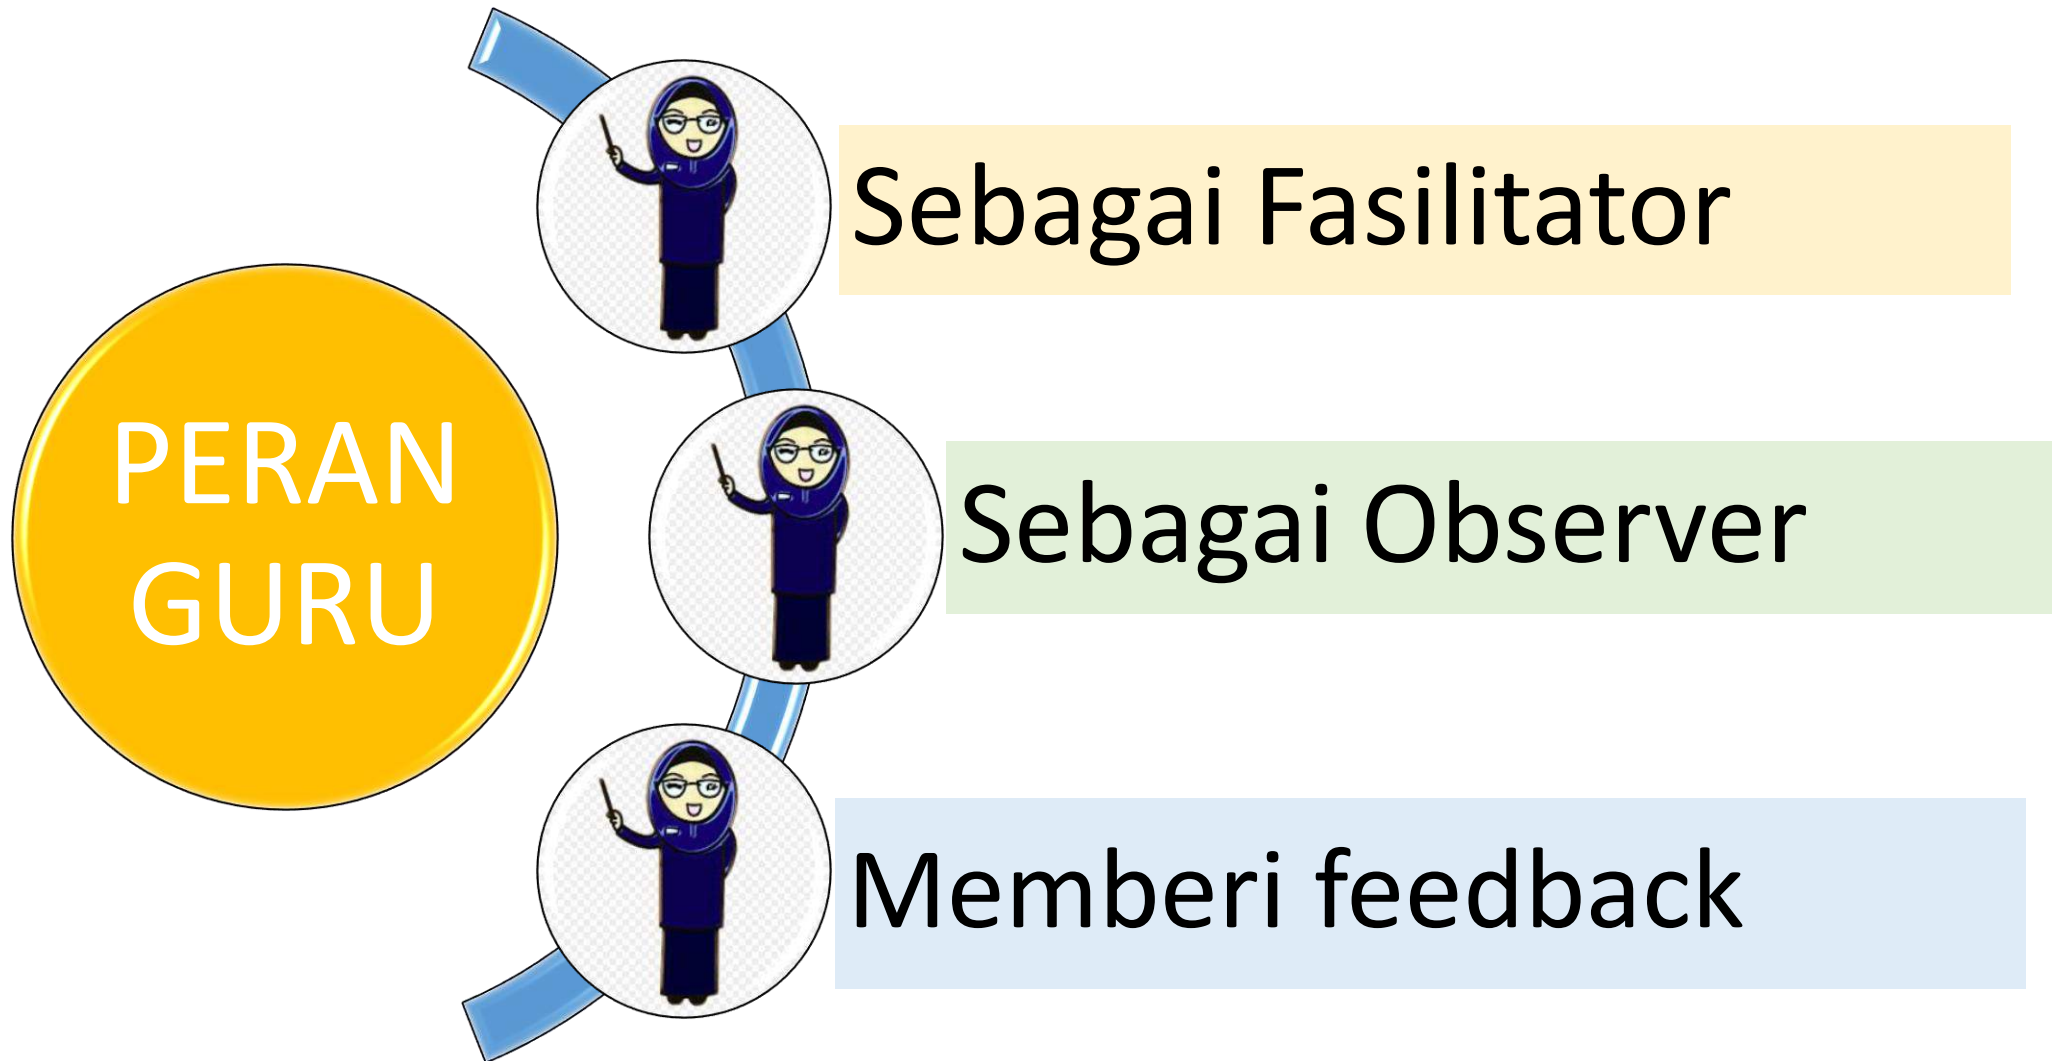 PERAN
GURU
Sebagai Fasilitator
Sebagai Observer
Memberi feedback